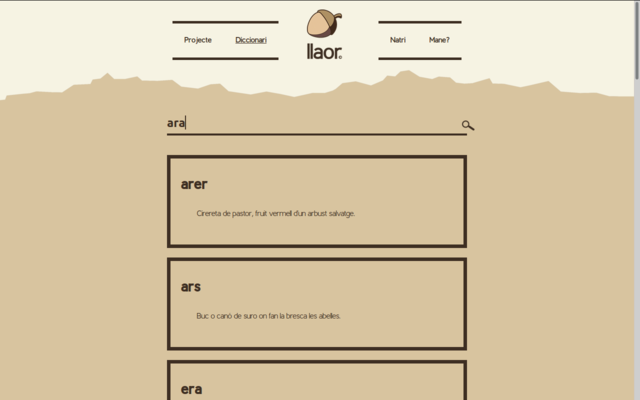 Projecte
Diccionari
llaor.
Natri
Mane?
ara
arer
Cirereta de pastor, fruit vermell d'un arbust salvatge.
ars
Buc o canó de suro on fan la bresca les abelles.
era